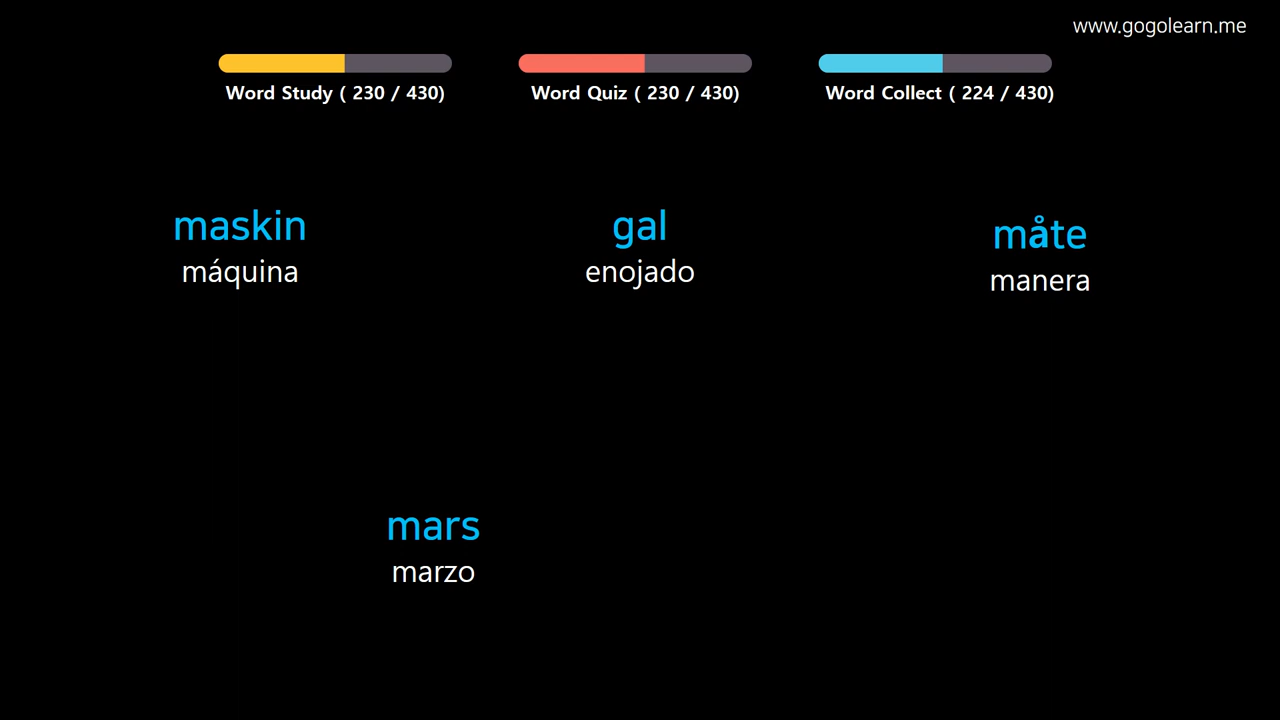 www.gogolearn.me
Word Study ( 230 / 430)
Word Quiz ( 230 / 430)
Word Collect ( 224 / 430)
maskin
máquina
gal
enojado
måte
manera
mars
marzo